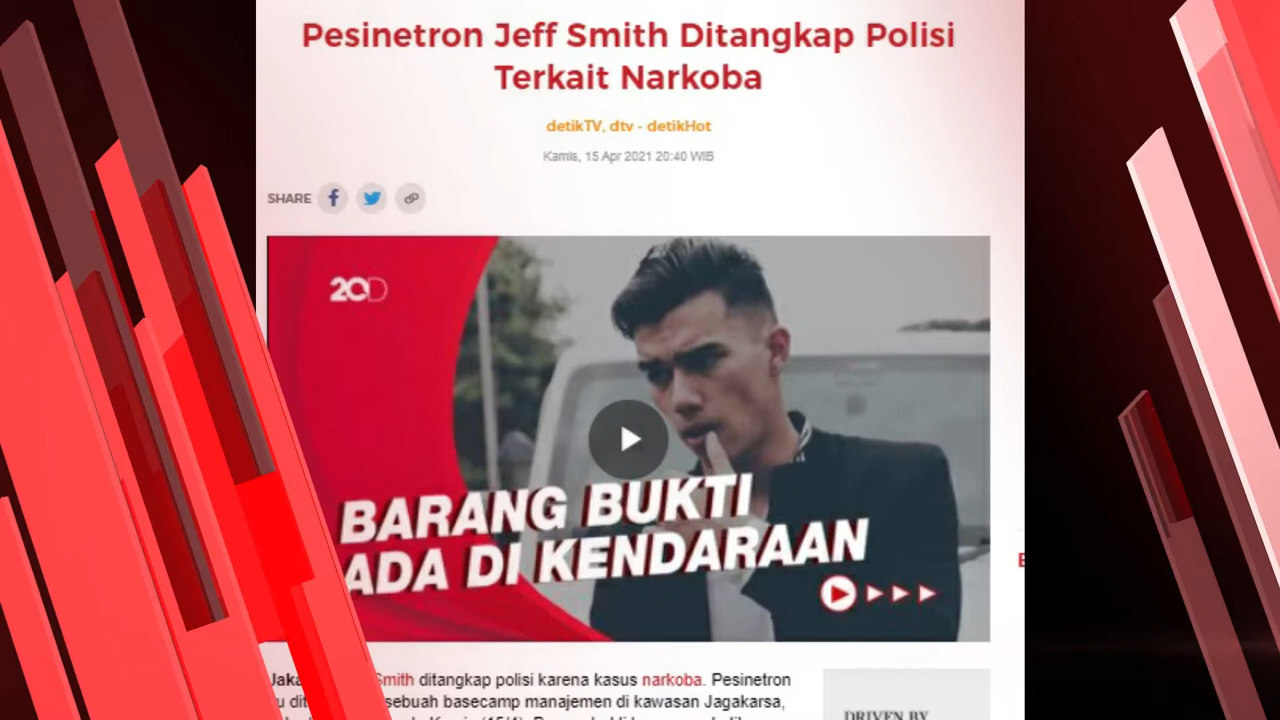 Pesinetron Jeff Smith Ditangkap Polisi
Terkait Narkoba
detikTV, dtv - detikHot
Kamis, 15 Apr 2021 20:40 WIB
SHARE
20D
BARANG BUKTI
ADA DI KENDARAAN
Smith ditangkap polisi karena kasus narkoba. Pesinetron
sebuah basecamp manajemen di kawasan Jagakarsa,
DRIVEN BY